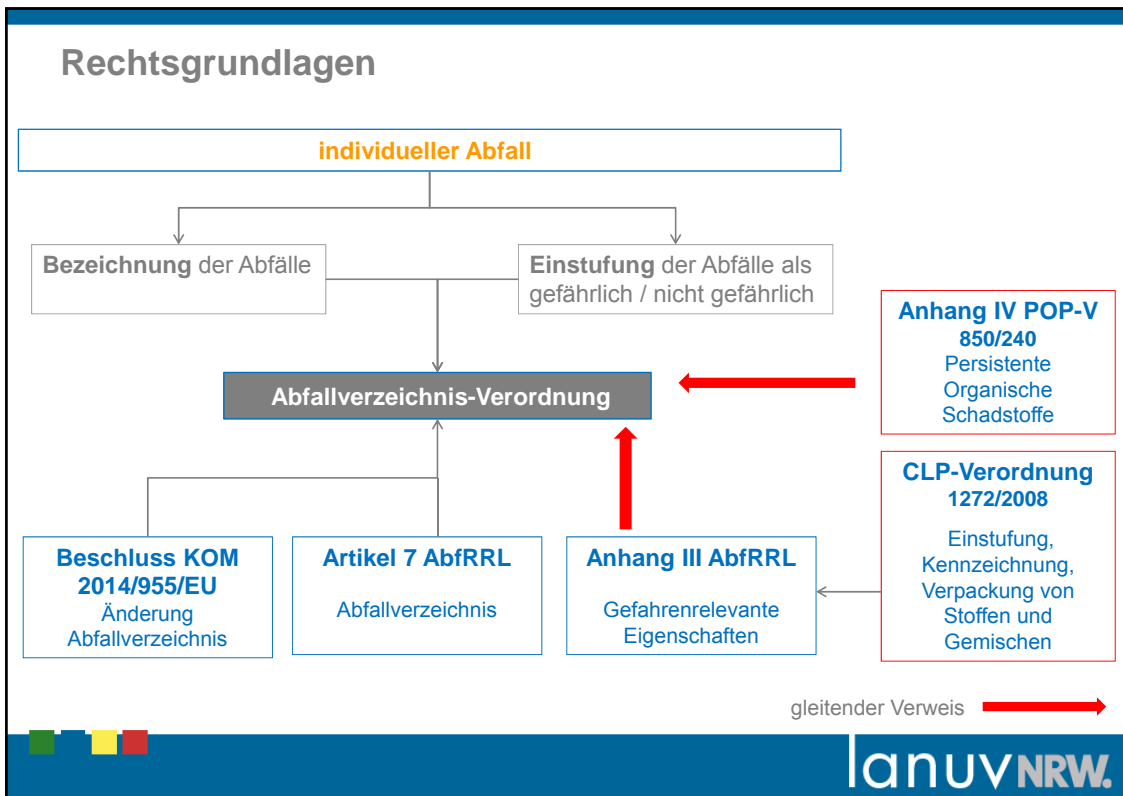 Rechtsgrundlagen
individueller Abfall
Bezeichnung der Abfälle
Einstufung der Abfälle als
gefährlich / nicht gefährlich
Anhang IV POP-V
850/240
Persistente
Organische
Schadstoffe
Abfallverzeichnis-Verordnung
CLP-Verordnung
1272/2008
Einstufung,
Kennzeichnung,
Verpackung von
Stoffen und
Gemischen
Beschluss KOM
2014/955/EU
Änderung
Abfallverzeichnis
Artikel 7 AbfRRL
Abfallverzeichnis
Anhang III AbfRRL
Gefahrenrelevante
Eigenschaften
gleitender Verweis
lanuv NRW.